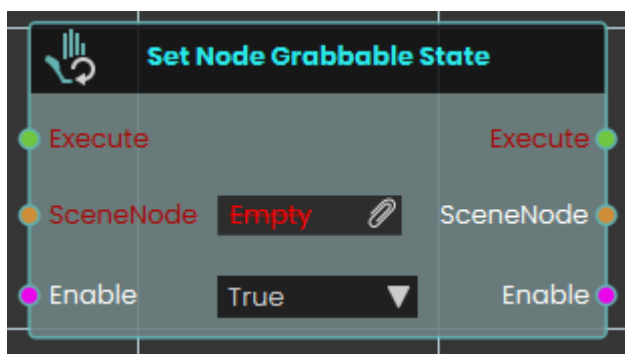 Set Node Grabbable State
Execute Execute
SceneNode Empty SceneNode
Enable True Enable